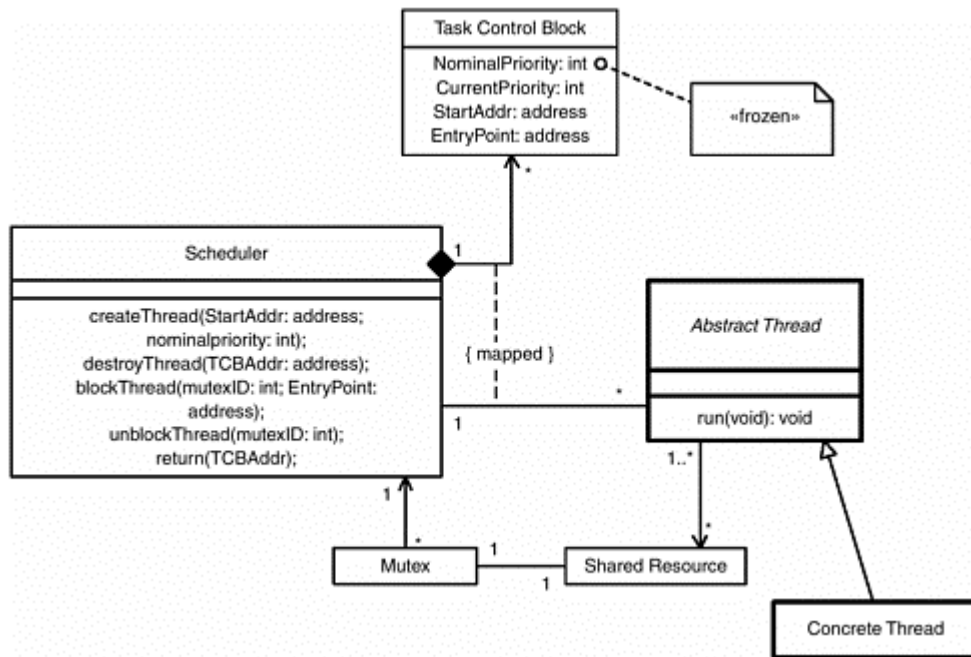 Task Control Block
NominalPriority: int
CurrentPriority: int
StartAddr: address
EntryPoint: address
«frozen»
*
Scheduler
1
createThread(StartAddr: address;
nominalpriority: int);
destroyThread(TCBAddr: address);
blockThread(mutexID: int; EntryPoint:
address);
unblockThread(mutexID: int);
return(TCBAddr);
{ mapped }
Abstract Thread
run(void): void
*
1
1..*
*
1
*
Mutex
1
1
Shared Resource
Concrete Thread